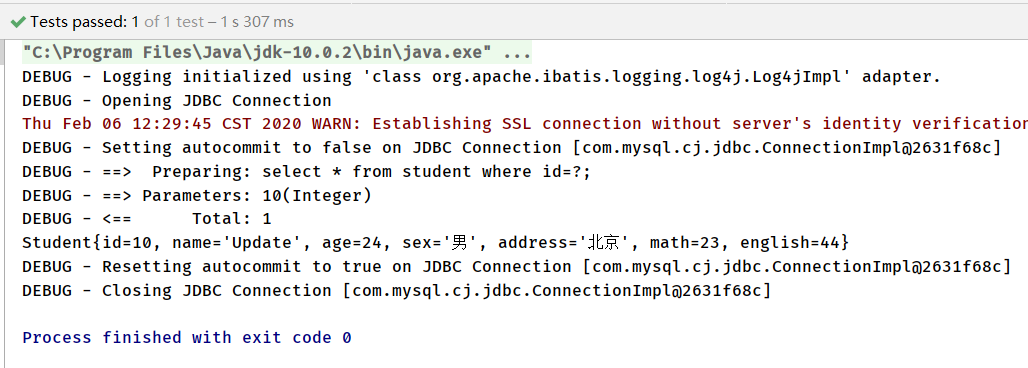 Tests passed: 1 of 1 test – 1 s 307 ms
"C:\Program Files\Java\jdk-10.0.2\bin\java.exe" ...
DEBUG - Logging initialized using 'class org.apache.ibatis.logging.log4j.Log4jImpl' adapter.
DEBUG - Opening JDBC Connection
Thu Feb 06 12:29:45 CST 2020 WARN: Establishing SSL connection without server's identity verification
DEBUG - Setting autocommit to false on JDBC Connection [com.mysql.cj.jdbc.ConnectionImpl@2631f68c]
DEBUG - ==>  Preparing: select * from student where id=?;
DEBUG - ==> Parameters: 10(Integer)
DEBUG - <==      Total: 1
Student{id=10, name='Update', age=24, sex='男', address='北京', math=23, english=44}
DEBUG - Resetting autocommit to true on JDBC Connection [com.mysql.cj.jdbc.ConnectionImpl@2631f68c]
DEBUG - Closing JDBC Connection [com.mysql.cj.jdbc.ConnectionImpl@2631f68c]
Process finished with exit code 0